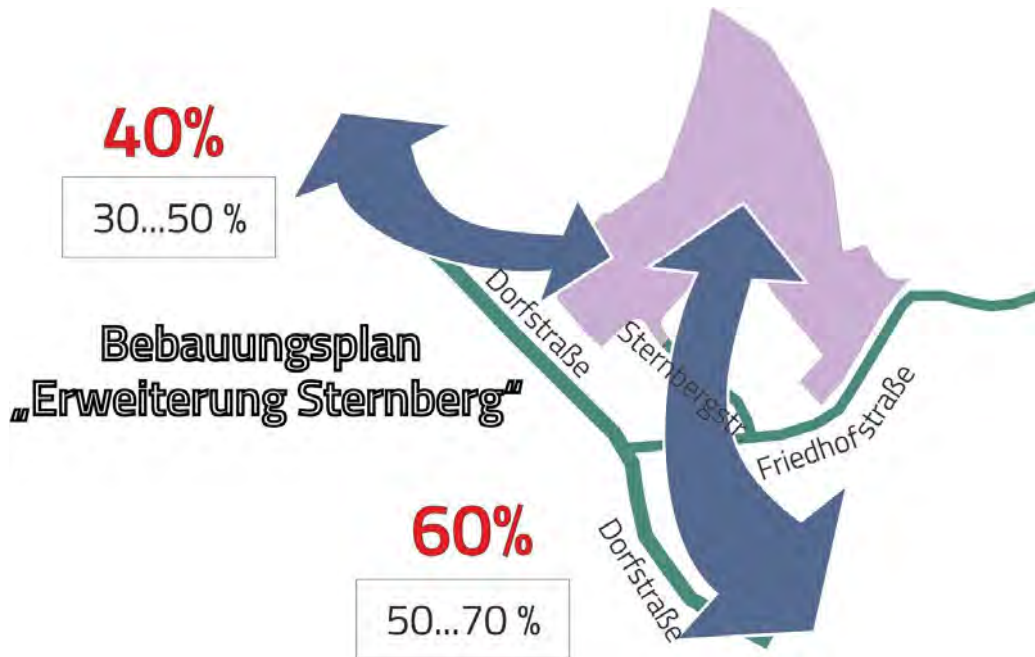 40%
30...50 %
Bebauungsplan
„Erweiterung Sternberg“
Dorfstraße
Sternbergstr.
Friedhofstraße
60%
50...70 %
Dorfstraße